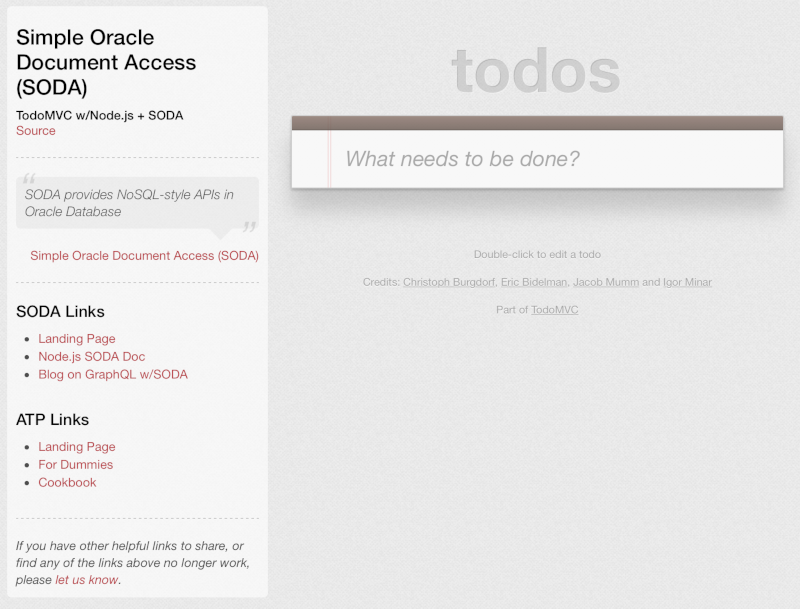 Simple Oracle
Document Access
(SODA)
TodoMVC w/Node.js + SODA
Source
“
SODA provides NoSQL-style APIs in
Oracle Database
”
Simple Oracle Document Access (SODA)
SODA Links
• Landing Page
• Node.js SODA Doc
• Blog on GraphQL w/SODA
ATP Links
• Landing Page
• For Dummies
• Cookbook
If you have other helpful links to share, or
find any of the links above no longer work,
please let us know.
todos
What needs to be done?
Double-click to edit a todo
Credits: Christoph Burgdorf, Eric Bidelman, Jacob Mumm and Igor Minar
Part of TodoMVC